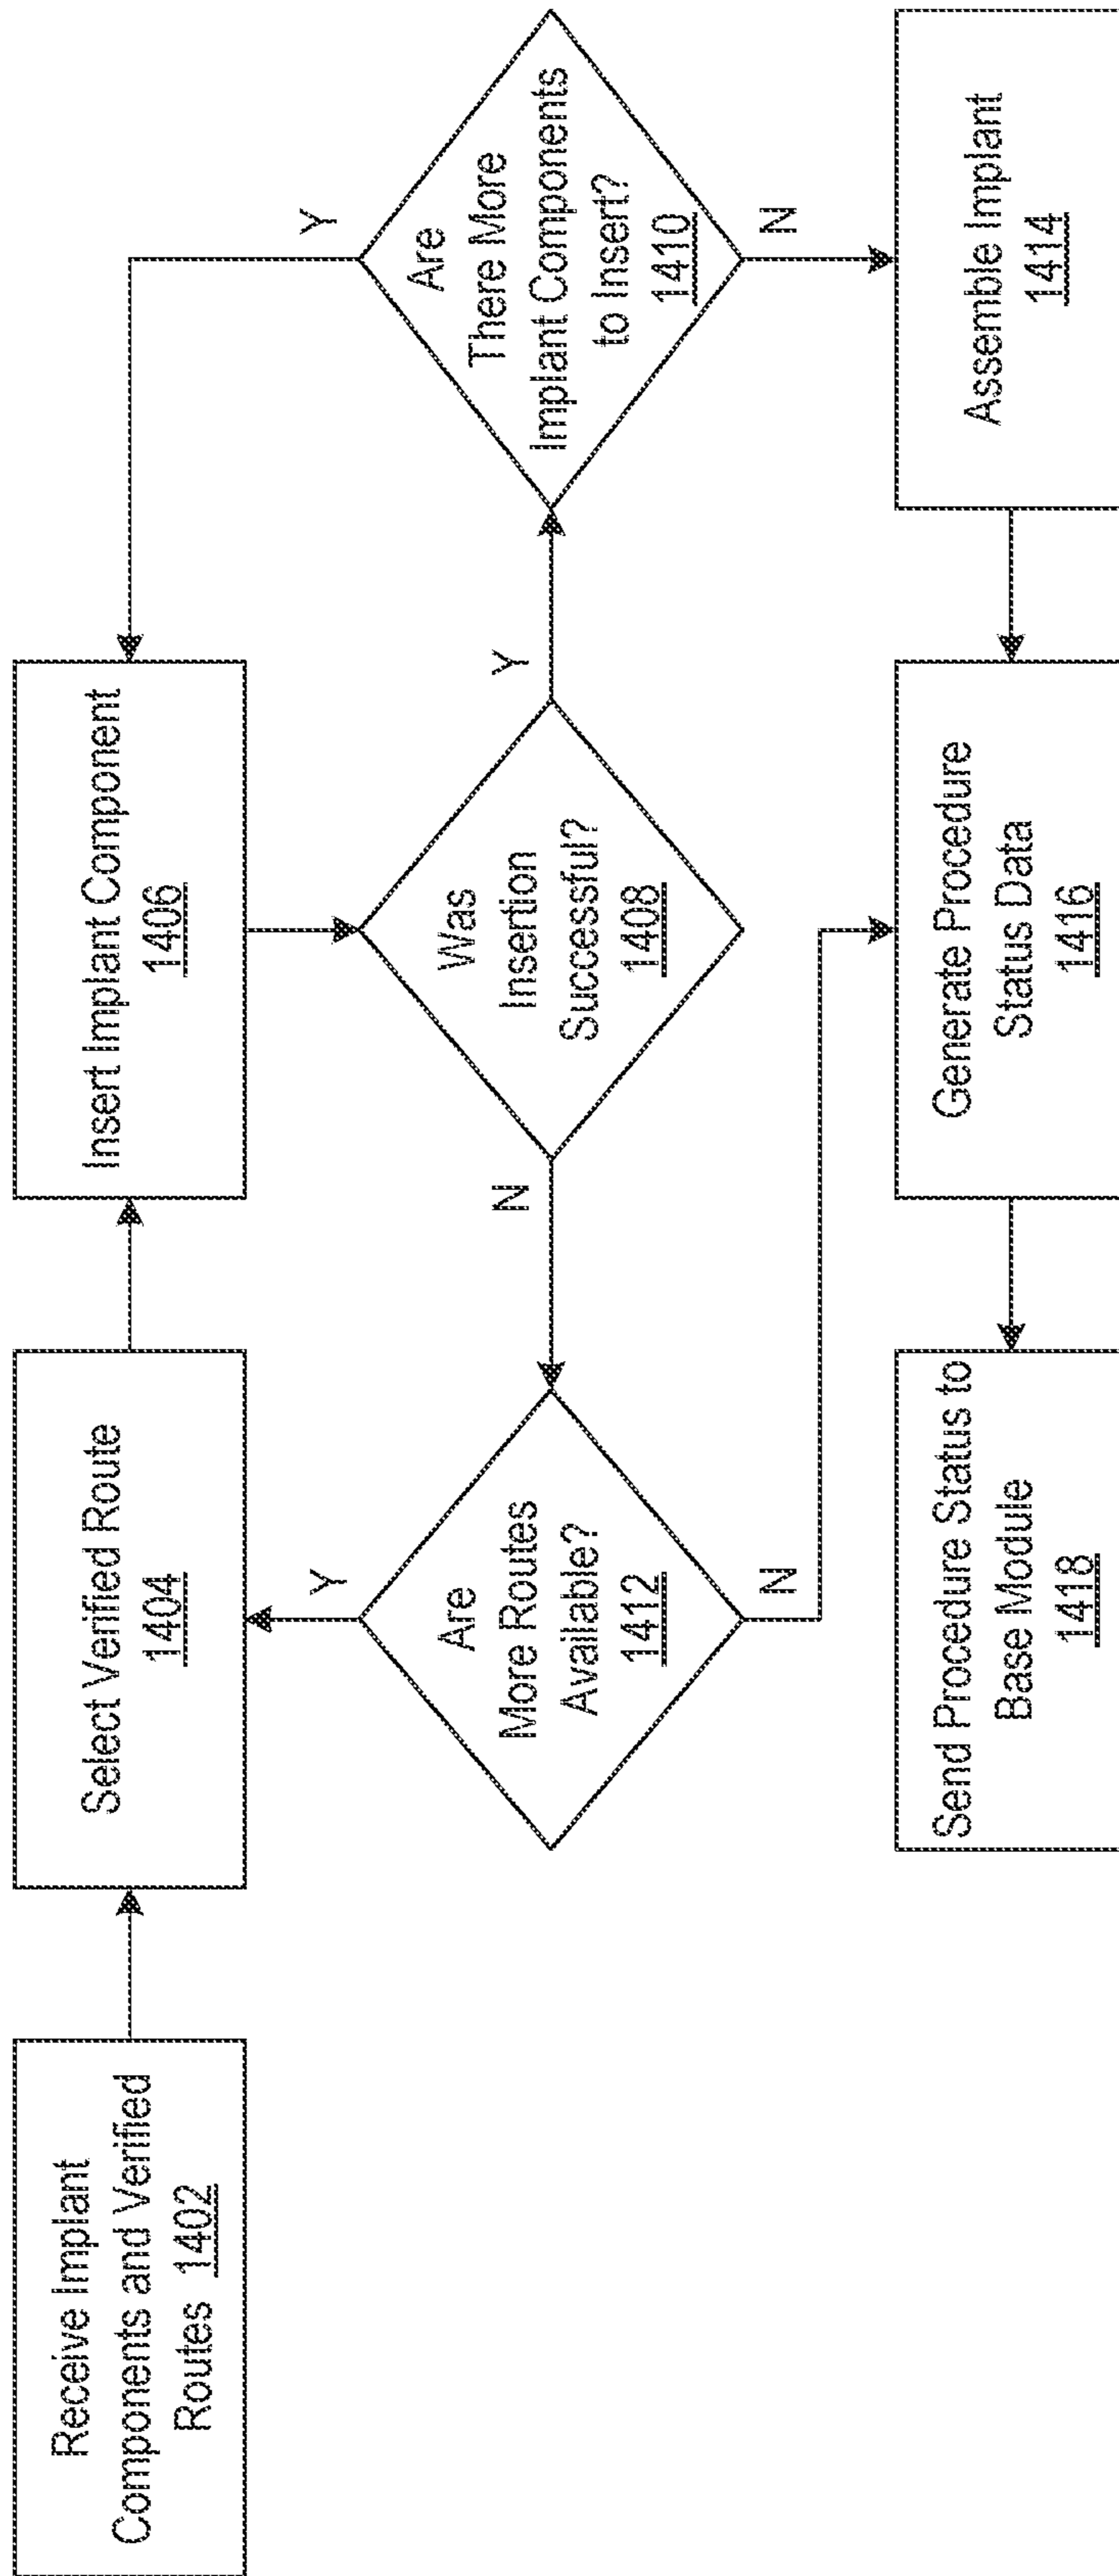 Receive Implant
Components and Verified
Routes 1402
Select Verified Route
1404
Insert Implant Component
1406
Are
More Routes
Available?
1412
Y
N
Was
Insertion
Successful?
1408
N
Y
Are
There More
Implant Components
to Insert?
1410
Y
N
Send Procedure Status to
Base Module
1418
Generate Procedure
Status Data
1416
Assemble Implant
1414